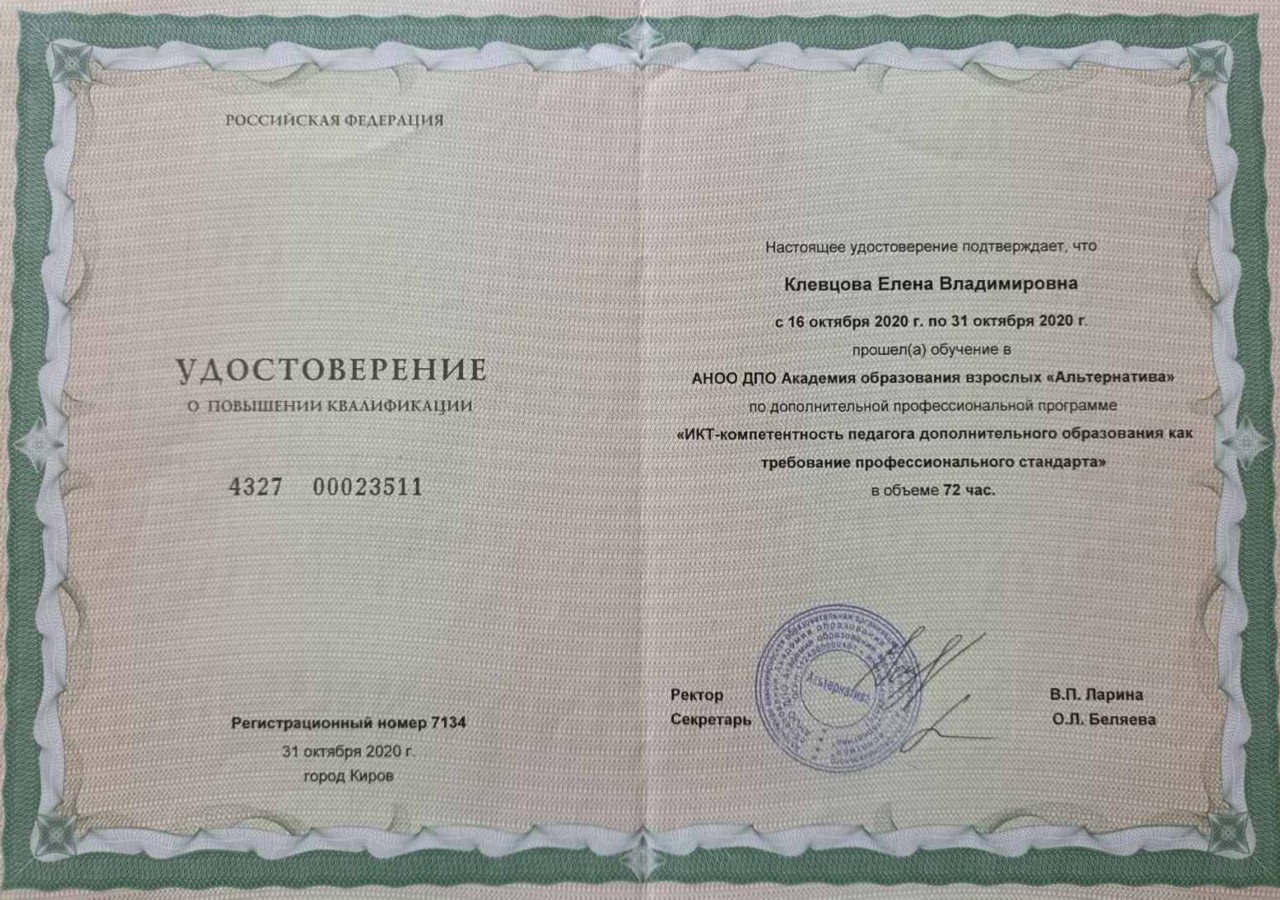 РОССИЙСКАЯ ФЕДЕРАЦИЯ
УДОСТОВЕРЕНИЕ
О ПОВЫШЕНИИ КВАЛИФИКАЦИИ
4327 00023511
Регистрационный номер 7134
31 октября 2020 г.
город Киров
Настоящее удостоверение подтверждает, что
Клевцова Елена Владимировна
с 16 октября 2020 г. по 31 октября 2020 г.
прошел(а) обучение в
АНОО ДПО Академия образования взрослых «Альтернатива»
по дополнительной профессиональной программе
«ИКТ-компетентность педагога дополнительного образования как
требование профессионального стандарта»
в объеме 72 час.
Ректор В.П. Ларина
Секретарь О.Л. Беляева
Альтернатива